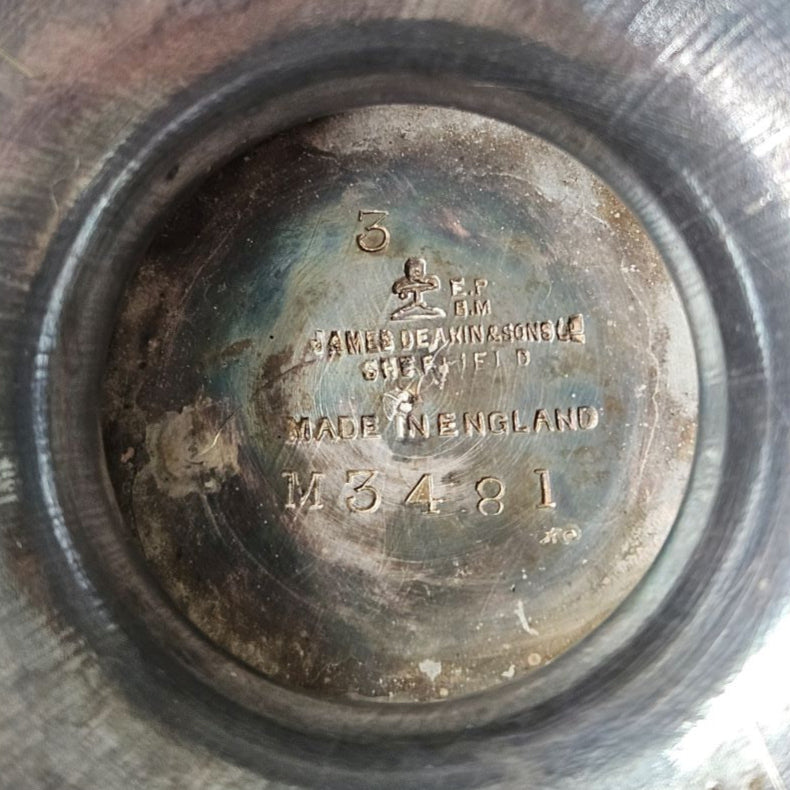 3
E.P
B.M
JAMES DEAKIN & SONS Ld
SHEFFIELD
MADE IN ENGLAND
M3481